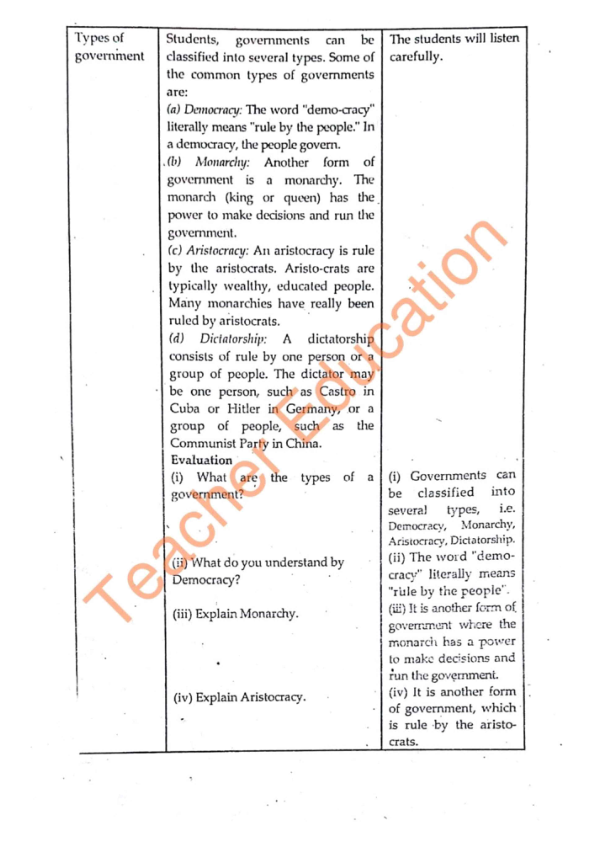 Types of
government
Students, governments can be
classified into several types. Some of
the common types of governments
are:
(a) Democracy: The word "demo-cracy"
literally means "rule by the people." In
a democracy, the people govern.
(b) Monarchy: Another form of
government is a monarchy. The
monarch (king or queen) has the
power to make decisions and run the
government.
(c) Aristocracy: An aristocracy is rule
by the aristocrats. Aristo-crats are
typically wealthy, educated people.
Many monarchies have really been
ruled by aristocrats.
(d) Dictatorship: A dictatorship
consists of rule by one person or a
group of people. The dictator may
be one person, such as Castro in
Cuba or Hitler in Germany, or a
group of people, such as the
Communist Party in China.
Evaluation
(i) What are the types of a
government?
(ii) What do you understand by
Democracy?
(iii) Explain Monarchy.
(iv) Explain Aristocracy.
The students will listen
carefully.
(i) Governments can
be classified into
several types, i.e.
Democracy, Monarchy,
Aristocracy, Dictatorship.
(ii) The word "demo-
cracy" literally means
"rule by the people".
(iii) It is another form of
government where the
monarch has a power
to make decisions and
run the government.
(iv) It is another form
of government, which
is rule by the aristo-
crats.
Teacher Education